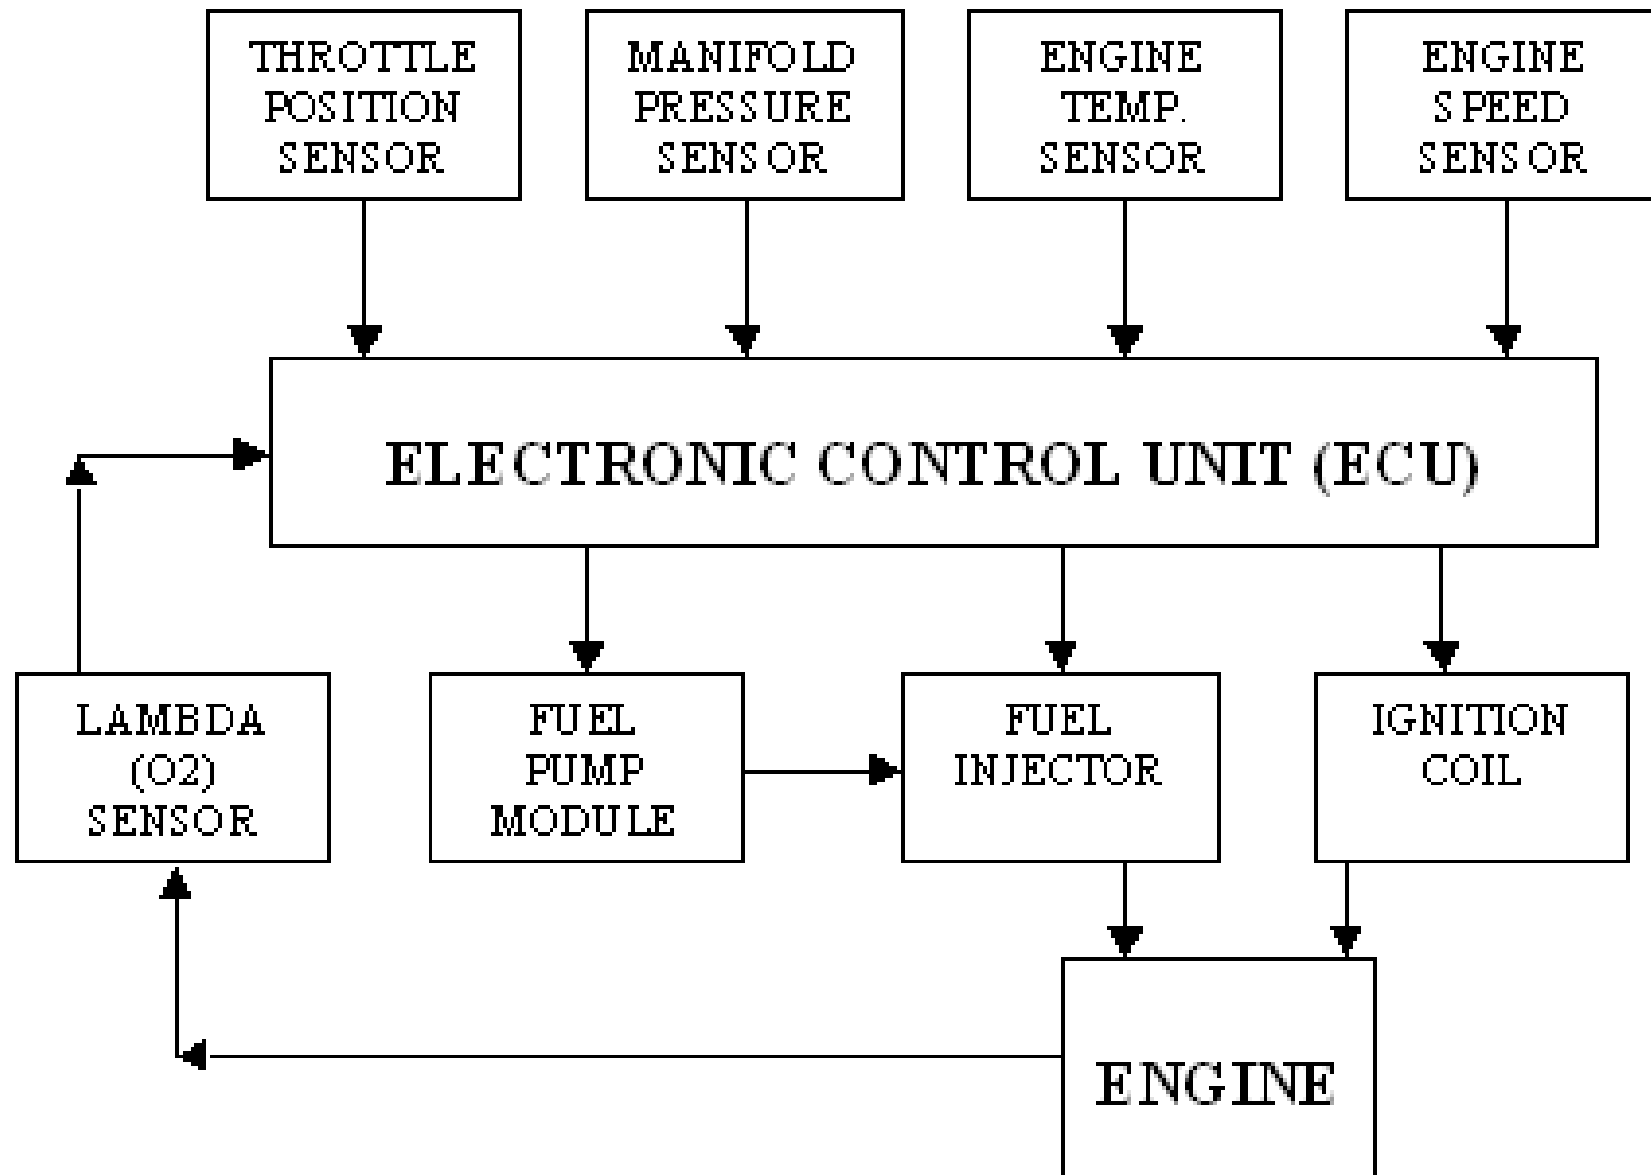 THROTTLE
POSITION
SENSOR
MANIFOLD
PRESSURE
SENSOR
ENGINE
TEMP.
SENSOR
ENGINE
SPEED
SENSOR
ELECTRONIC CONTROL UNIT (ECU)
LAMBDA
(O2)
SENSOR
FUEL
PUMP
MODULE
FUEL
INJECTOR
IGNITION
COIL
ENGINE